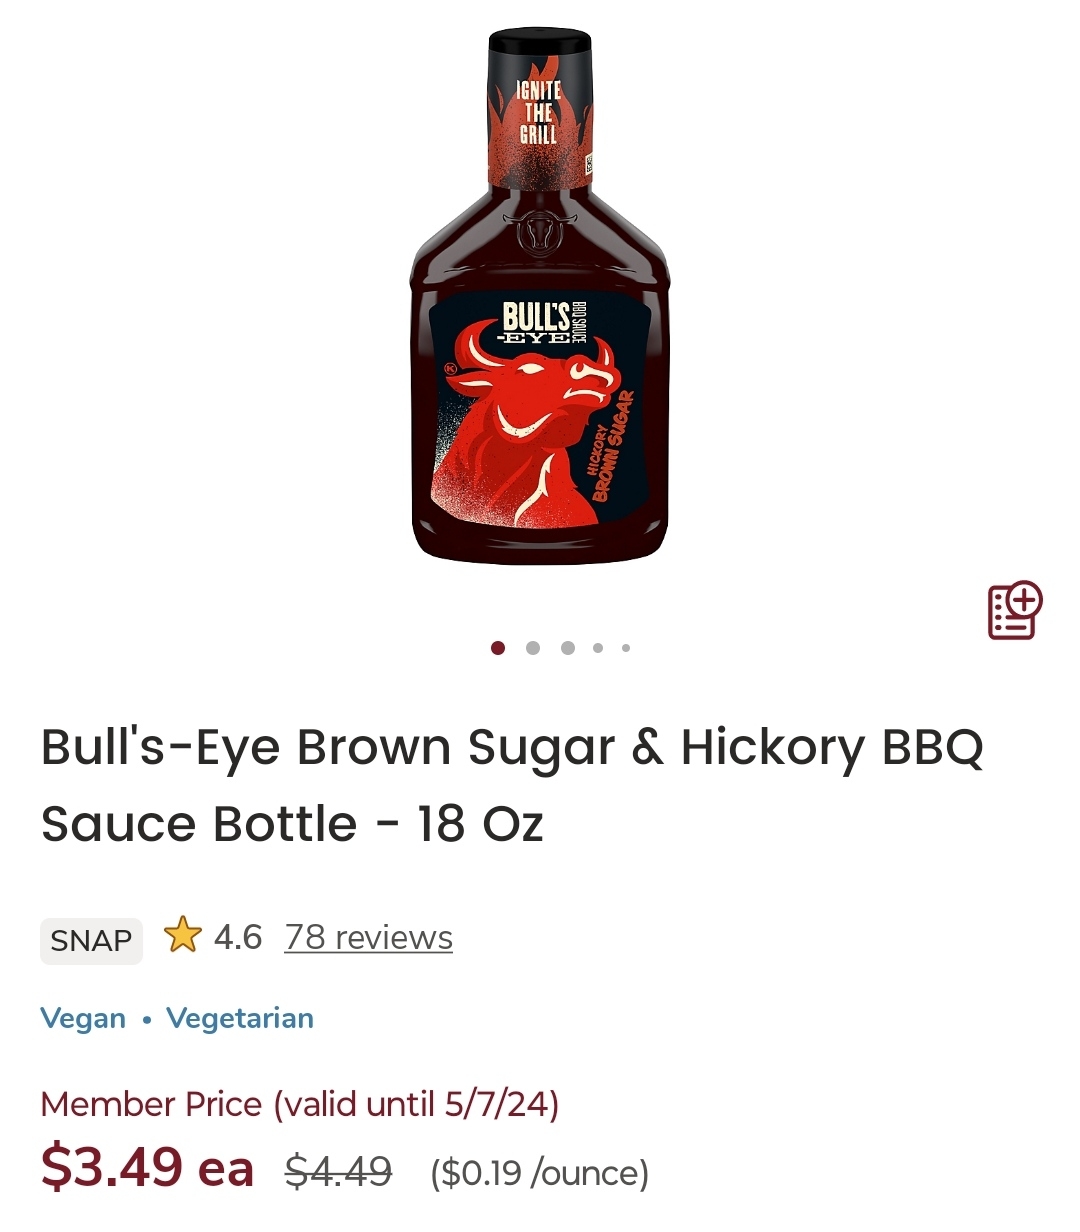 IGNITE
THE
GRILL
BULL'S
-EYE
BBQ SAUCE
K
HICKORY
BROWN SUGAR
Bull's-Eye Brown Sugar & Hickory BBQ
Sauce Bottle - 18 Oz
SNAP 4.6 78 reviews
Vegan • Vegetarian
Member Price (valid until 5/7/24)
$3.49 ea $4.49 ($0.19 /ounce)